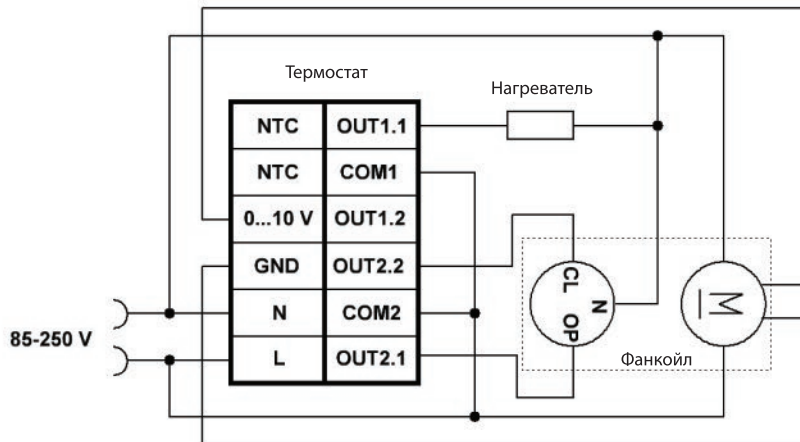 Термостат
Нагреватель
NTC OUT1.1
NTC COM1
0...10 V OUT1.2
GND OUT2.2
N COM2
L OUT2.1
85-250 V
CL
N
OP
M
Фанкойл